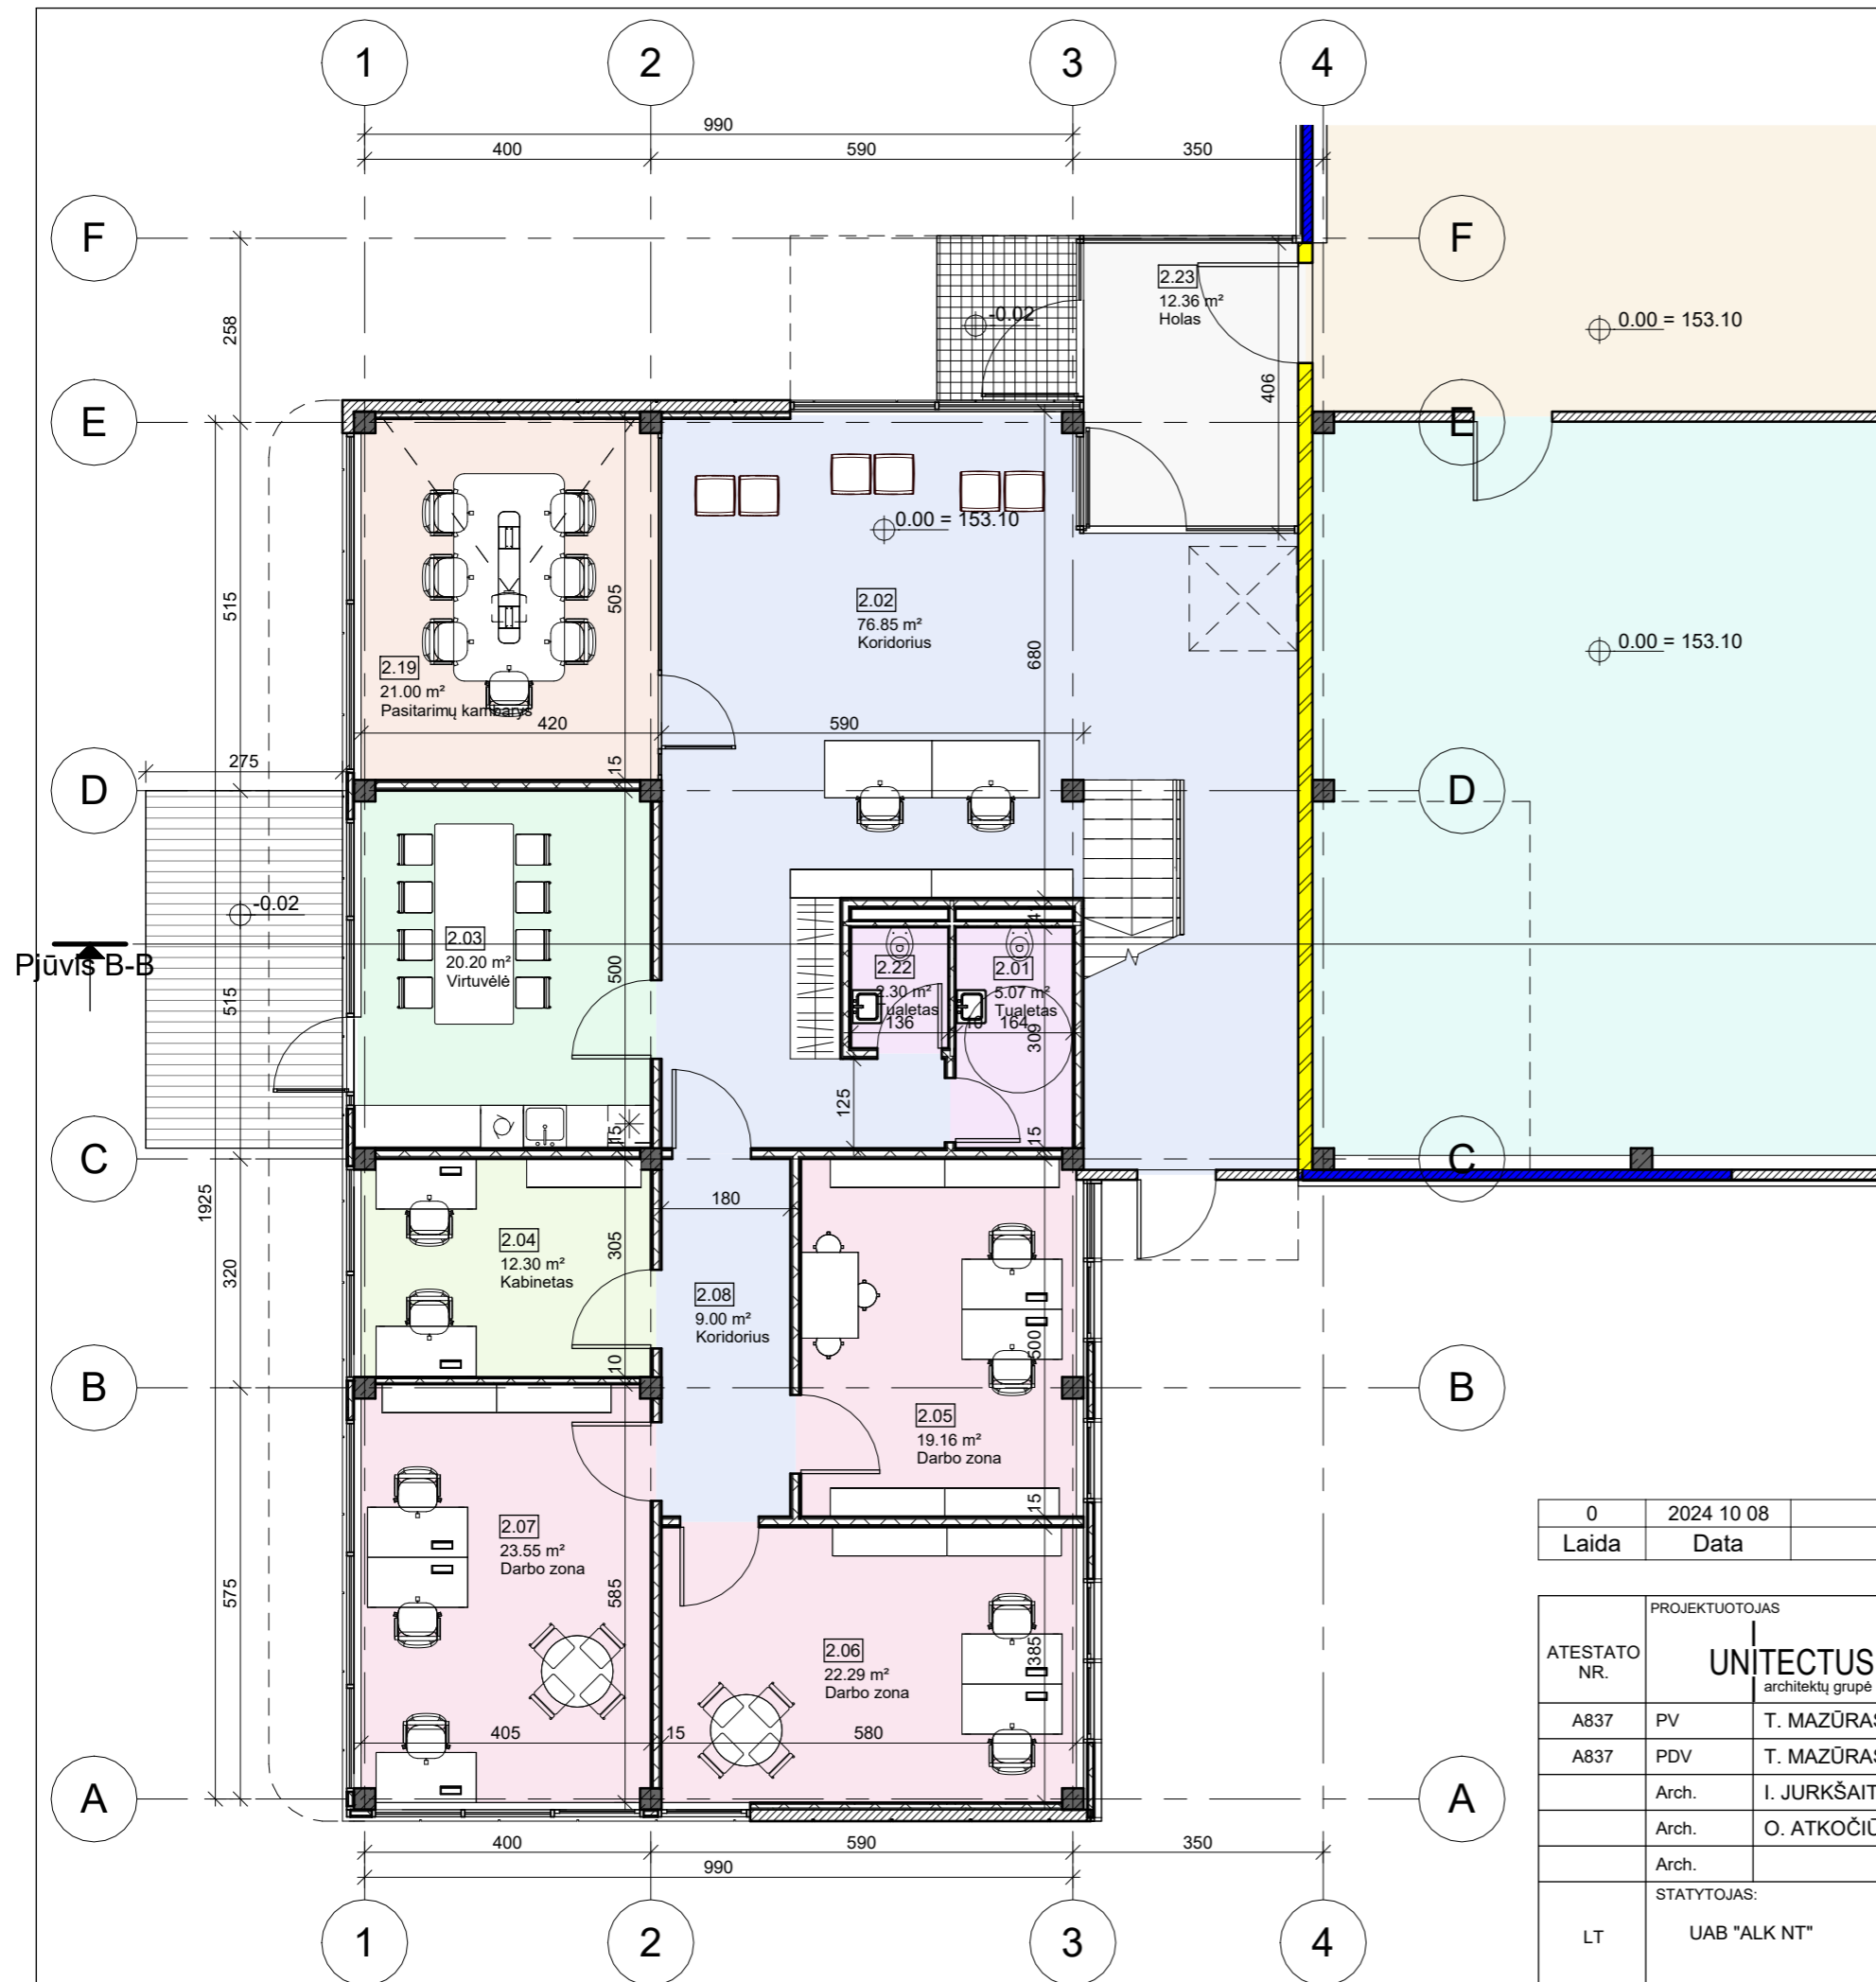 1
2
3
4
990
400
590
350
F
F
2.23
12.36 m²
Holas
-0.02
0.00 = 153.10
258
406
E
E
0.00 = 153.10
515
505
2.02
76.85 m²
Koridorius
680
0.00 = 153.10
2.19
21.00 m²
Pasitarimų kambarys
420
590
275
15
D
D
-0.02
2.03
20.20 m²
Virtuvėlė
500
41
Pjūvis B-B
2.22
2.30 m²
Tualetas
136
2.01
5.07 m²
Tualetas
10
164
309
515
125
15
15
C
C
1925
180
2.04
12.30 m²
Kabinetas
305
320
2.08
9.00 m²
Koridorius
500
10
B
B
2.05
19.16 m²
Darbo zona
15
2.07
23.55 m²
Darbo zona
575
585
2.06
22.29 m²
Darbo zona
385
405
15
580
A
A
400
590
350
990
1
2
3
4
0
2024 10 08
Laida
Data
PROJEKTUOTOJAS
ATESTATO
NR.
UNITECTUS
architektų grupė
A837
PV
T. MAZŪRAS
A837
PDV
T. MAZŪRAS
Arch.
I. JURKŠAIT
Arch.
O. ATKOČIŪ
Arch.
STATYTOJAS:
LT
UAB "ALK NT"